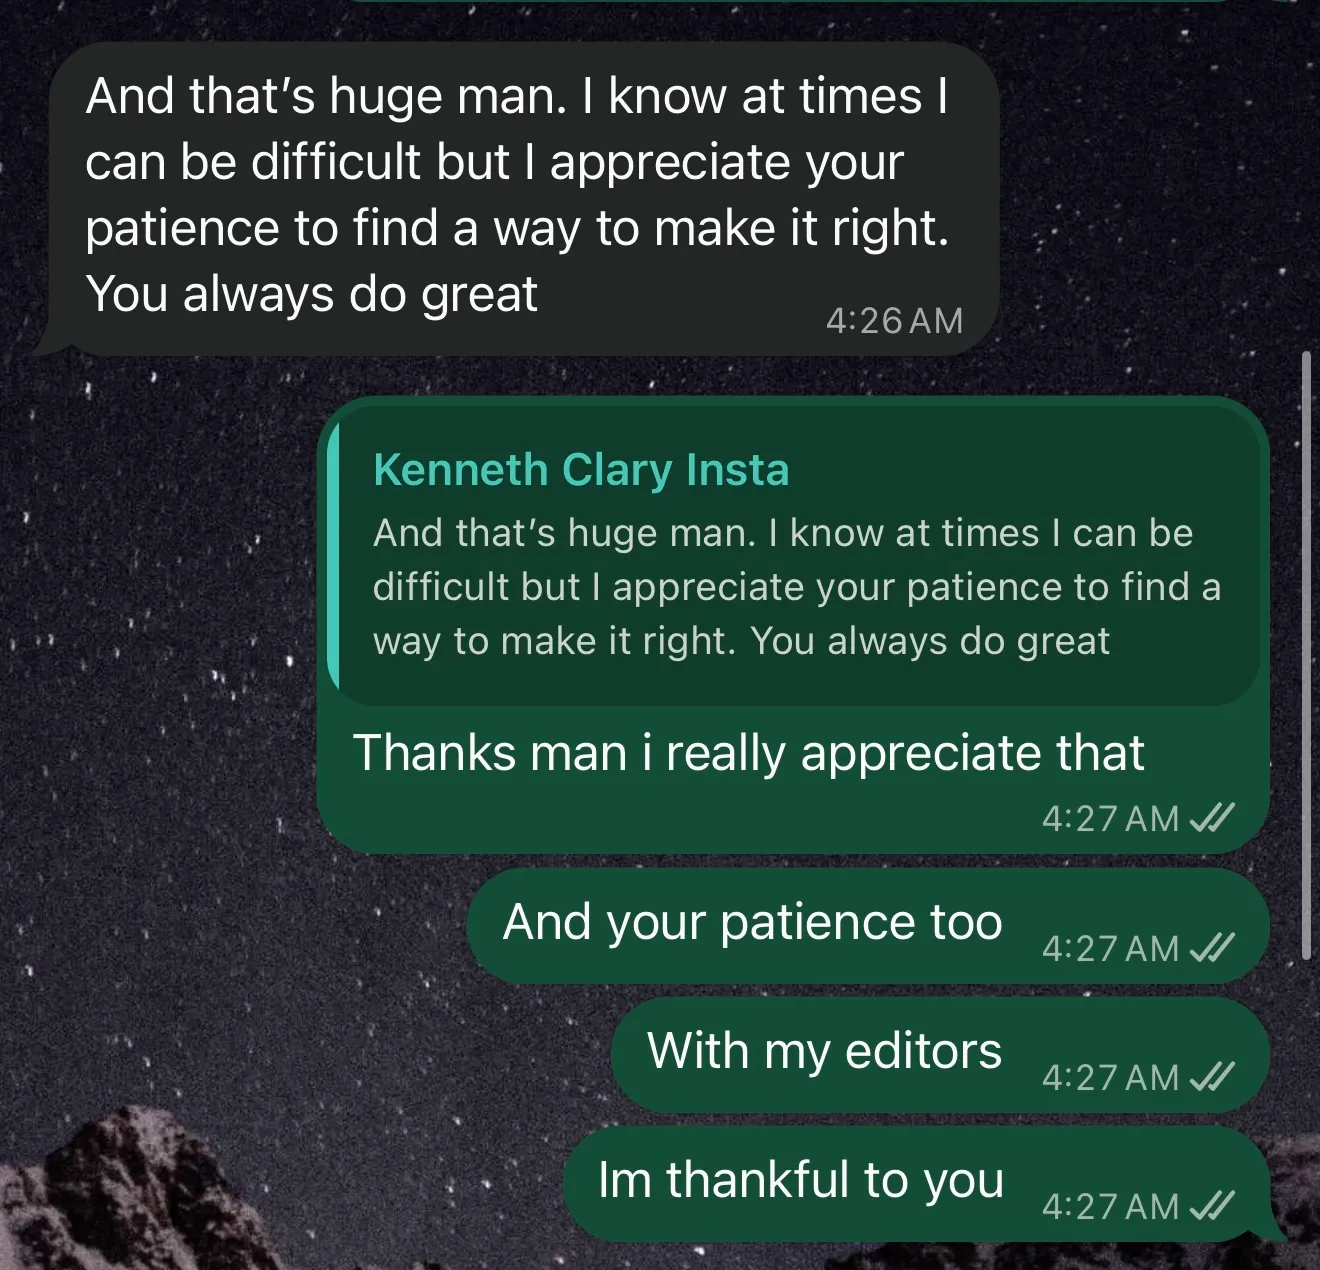 And that’s huge man. I know at times I
can be difficult but I appreciate your
patience to find a way to make it right.
You always do great
4:26 AM
Kenneth Clary Insta
And that’s huge man. I know at times I can be
difficult but I appreciate your patience to find a
way to make it right. You always do great
Thanks man i really appreciate that
4:27 AM
And your patience too
4:27 AM
With my editors
4:27 AM
Im thankful to you
4:27 AM